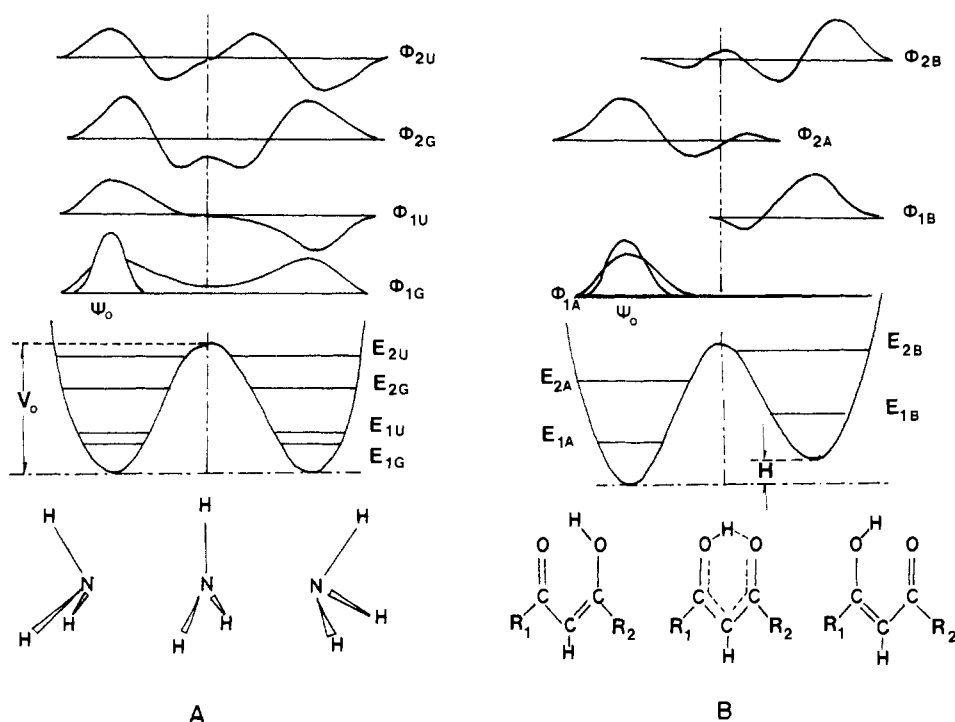 Φ2U
Φ2G
Φ1U
Φ1G
Ψo
Vo
E2U
E2G
E1U
E1G
H
N
H
H
H
N
H
H
H
N
H
H
A
Φ2B
Φ2A
Φ1B
Φ1A
Ψo
E2B
E2A
E1B
E1A
H
H
O O
C C
R1 C R2
H
O H O
C C
R1 C R2
H
H
O O
C C
R1 C R2
H
B